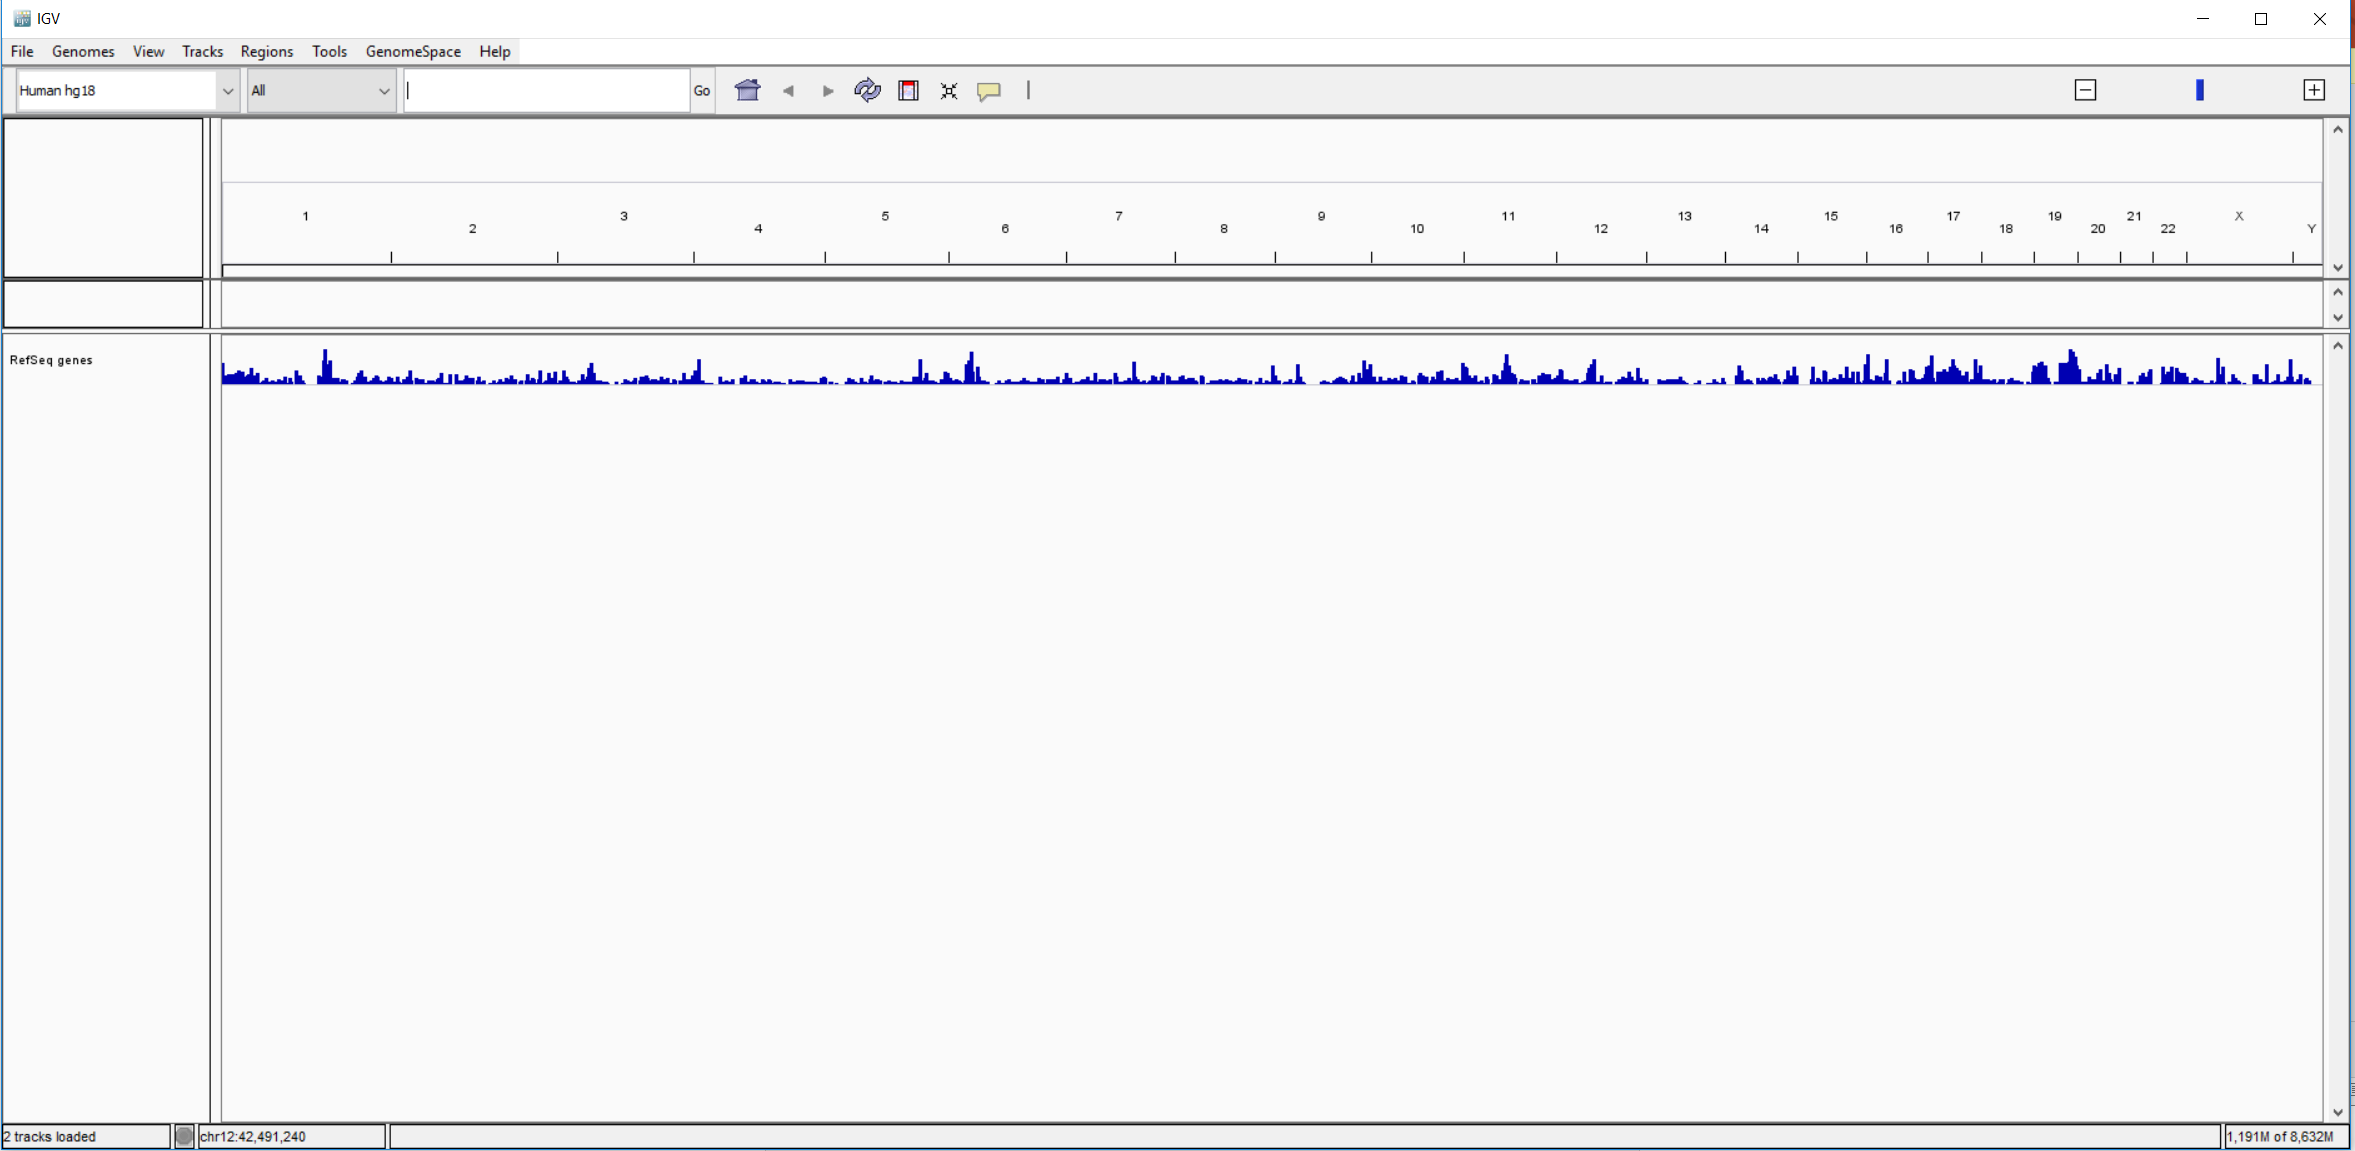 IGV
File Genomes View Tracks Regions Tools GenomeSpace Help
Human hg18 All Go
1 3 5 7 9 11 13 15 17 19 21 X
2 4 6 8 10 12 14 16 18 20 22 Y
RefSeq genes
2 tracks loaded chr12:42,491,240 1,191M of 8,632M